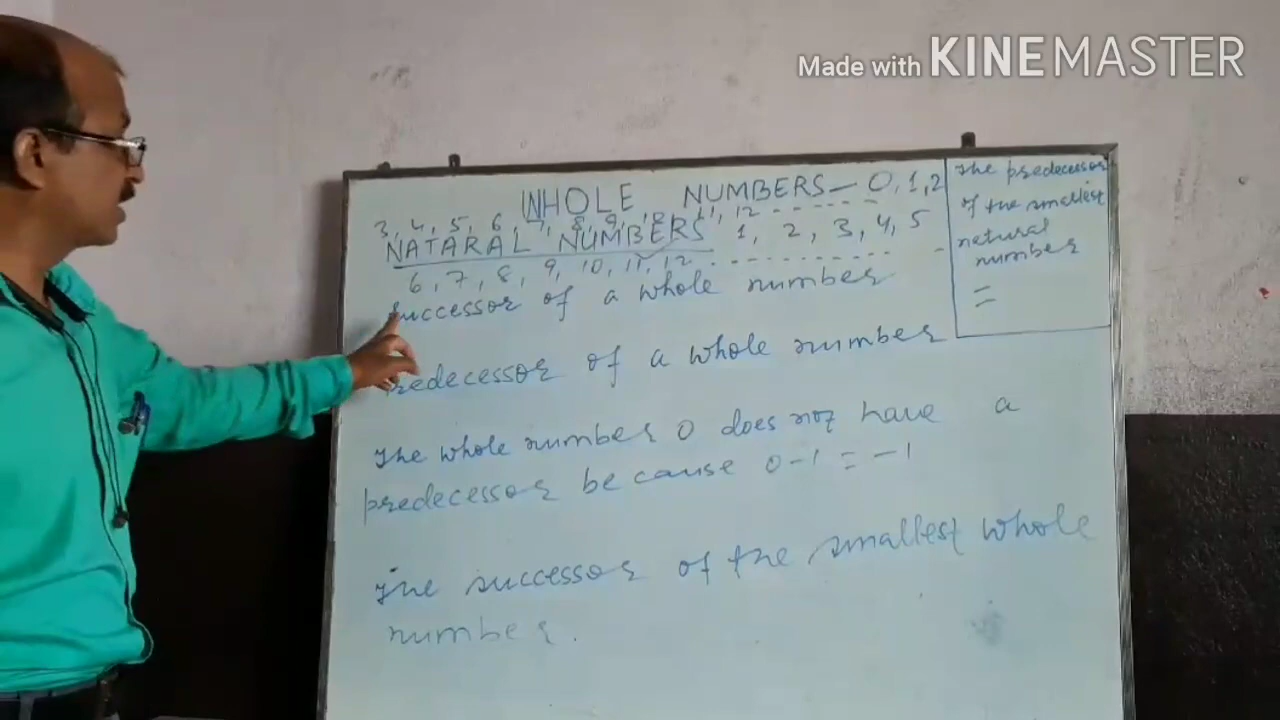 Made with KINEMASTER
WHOLE NUMBERS - 0, 1, 2
3, 4, 5, 6, 7, 8, 9, 10, 11, 12 - - - - - - -
NATARAL NUMBERS 1, 2, 3, 4, 5
6, 7, 8, 9, 10, 11, 12 - - - - - - - - - - -
Successor of a whole number
predecessor of a whole number
The whole number 0 does not have a
predecessor because 0-1 = -1
The successor of the smallest whole
number.
The predecessor
of the smallest
natural
number
=